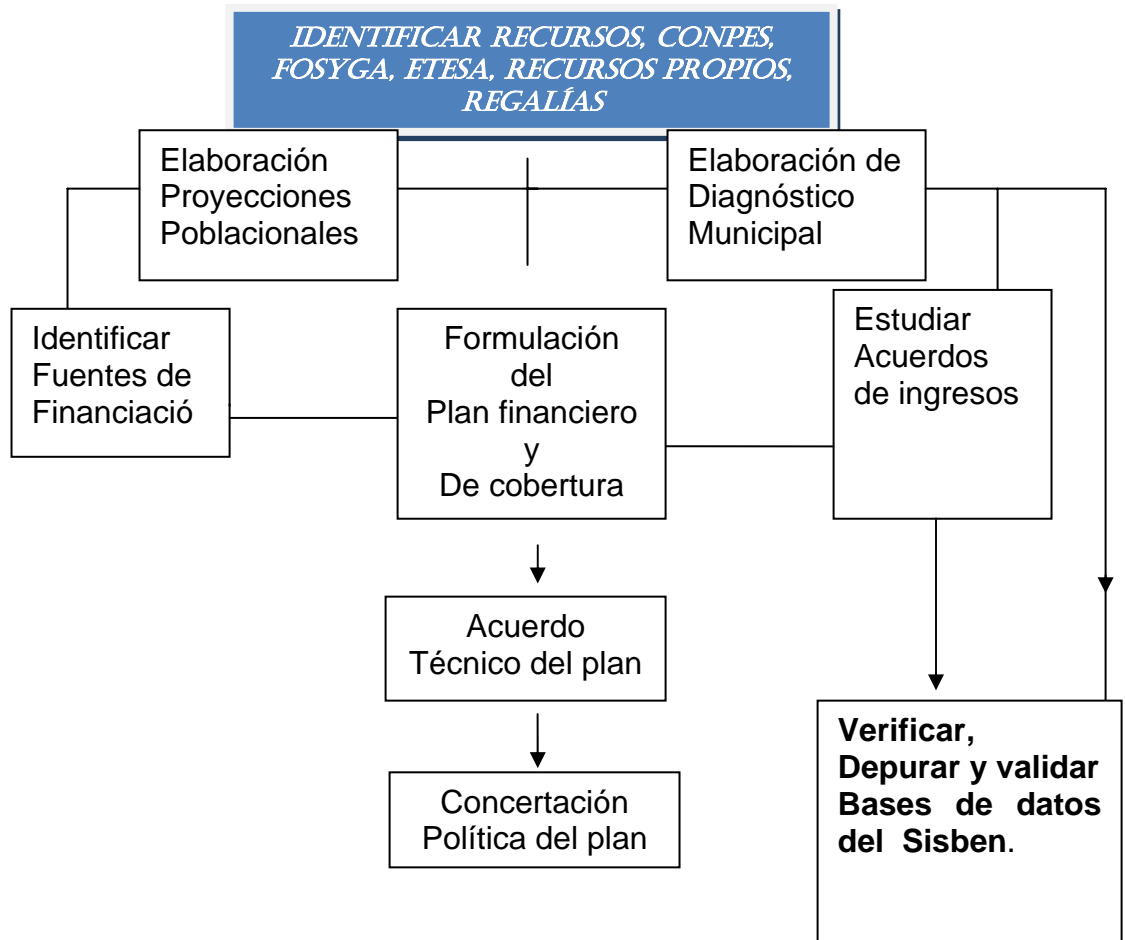 IDENTIFICAR RECURSOS, CONPES,
FOSYGA, ETESA, RECURSOS PROPIOS,
REGALÍAS
Elaboración
Proyecciones
Poblacionales
Elaboración de
Diagnóstico
Municipal
Identificar
Fuentes de
Financiació
Formulación
del
Plan financiero
y
De cobertura
Estudiar
Acuerdos
de ingresos
Acuerdo
Técnico del plan
Concertación
Política del plan
Verificar,
Depurar y validar
Bases de datos
del Sisben.